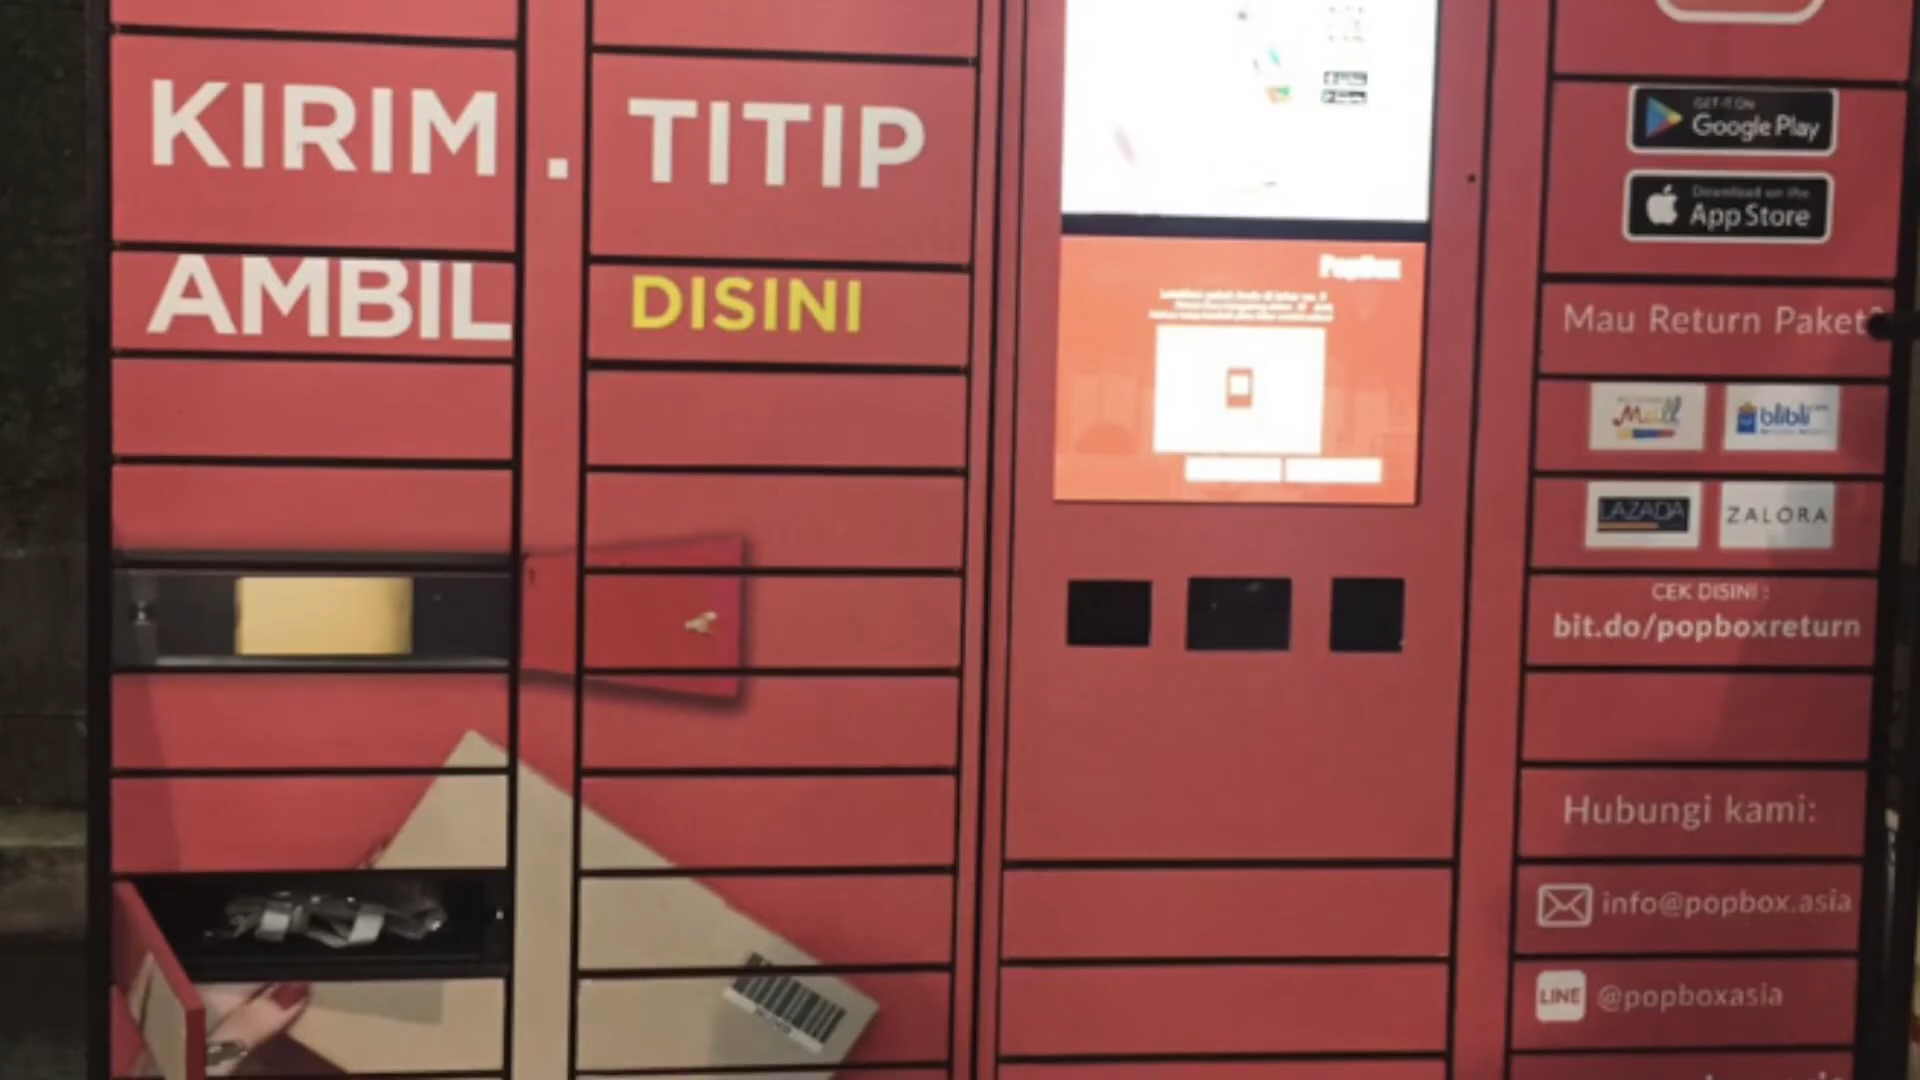 KIRIM . TITIP
AMBIL DISINI
PopBox
GET IT ON
Google Play
Download on the
App Store
Mau Return Paket?
Mall
blibli
LAZADA
ZALORA
CEK DISINI :
bit.do/popboxreturn
Hubungi kami:
info@popbox.asia
LINE @popboxasia